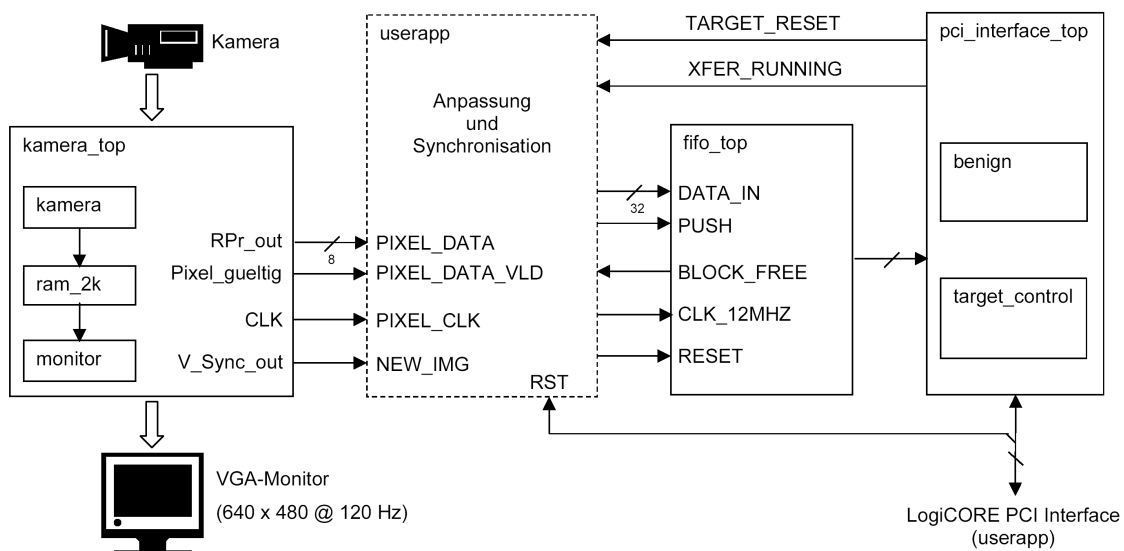 Kamera
kamera_top
kamera
ram_2k
monitor
RPr_out
Pixel_gueltig
CLK
V_Sync_out
8
VGA-Monitor
(640 x 480 @ 120 Hz)
userapp
Anpassung
und
Synchronisation
PIXEL_DATA
PIXEL_DATA_VLD
PIXEL_CLK
NEW_IMG
RST
TARGET_RESET
XFER_RUNNING
32
fifo_top
DATA_IN
PUSH
BLOCK_FREE
CLK_12MHZ
RESET
pci_interface_top
benign
target_control
LogiCORE PCI Interface
(userapp)